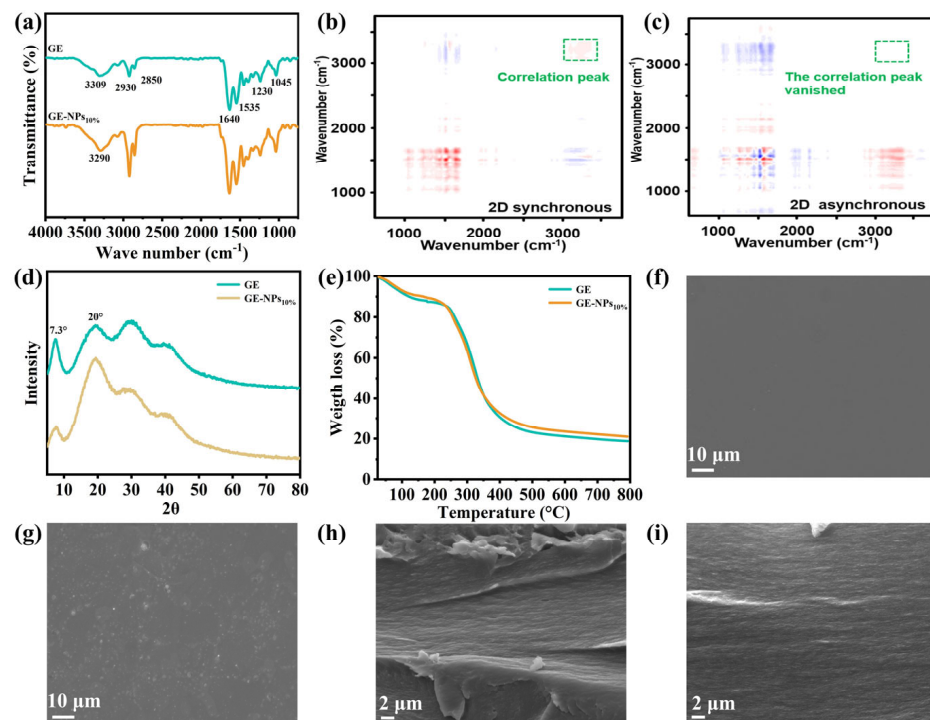 (a)
GE
3309
2930
2850
1640
1535
1230
1045
GE-NPs10%
3290
Transmittance (%)
4000 3500 3000 2500 2000 1500 1000
Wave number (cm-1)
(b)
Correlation peak
2D synchronous
Wavenumber (cm-1)
3000
2000
1000
1000 2000 3000
Wavenumber (cm-1)
(c)
The correlation peak
vanished
2D asynchronous
Wavenumber (cm-1)
3000
2000
1000
1000 2000 3000
Wavenumber (cm-1)
(d)
GE
GE-NPs10%
7.3°
20°
Intensity
10 20 30 40 50 60 70 80
2θ
(e)
GE
GE-NPs10%
Weigth loss (%)
100
80
60
40
20
0
100 200 300 400 500 600 700 800
Temperature (°C)
(f)
10 μm
(g)
10 μm
(h)
2 μm
(i)
2 μm